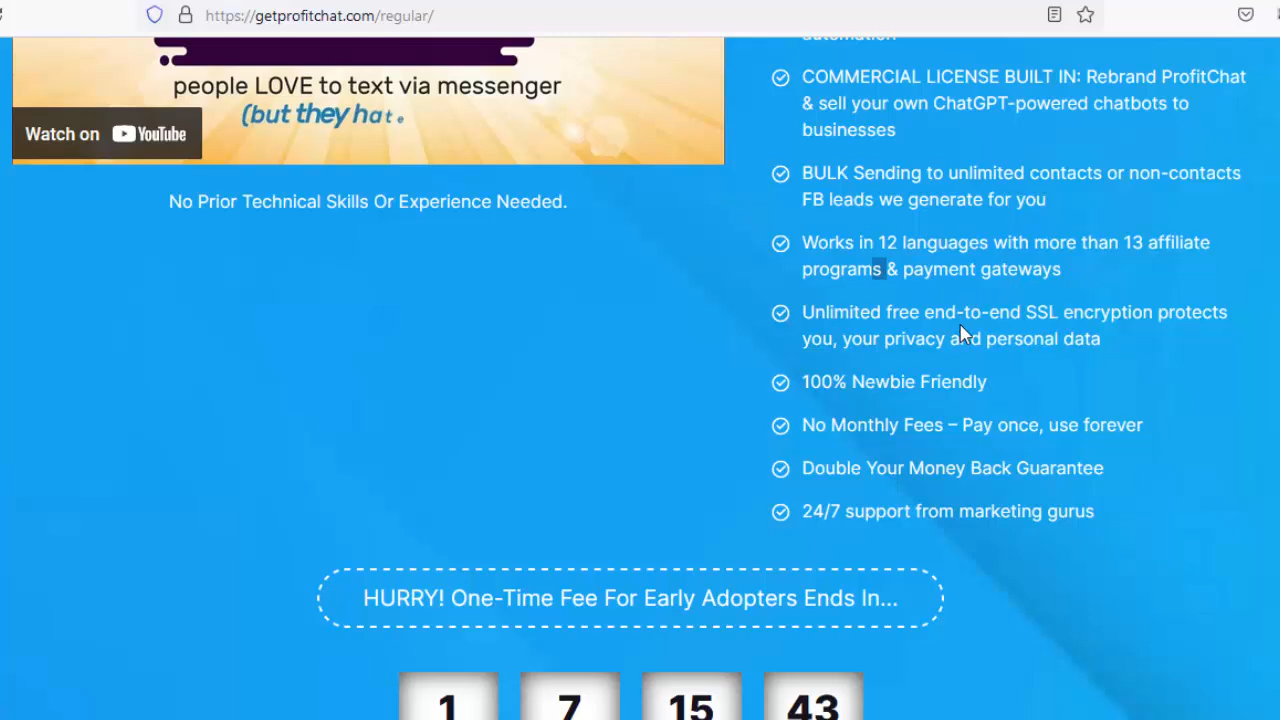 https://getprofitchat.com/regular/
people LOVE to text via messenger
(but they hate
Watch on YouTube
No Prior Technical Skills Or Experience Needed.
automation
COMMERCIAL LICENSE BUILT IN: Rebrand ProfitChat
& sell your own ChatGPT-powered chatbots to
businesses
BULK Sending to unlimited contacts or non-contacts
FB leads we generate for you
Works in 12 languages with more than 13 affiliate
programs & payment gateways
Unlimited free end-to-end SSL encryption protects
you, your privacy and personal data
100% Newbie Friendly
No Monthly Fees – Pay once, use forever
Double Your Money Back Guarantee
24/7 support from marketing gurus
HURRY! One-Time Fee For Early Adopters Ends In...
1 7 15 43